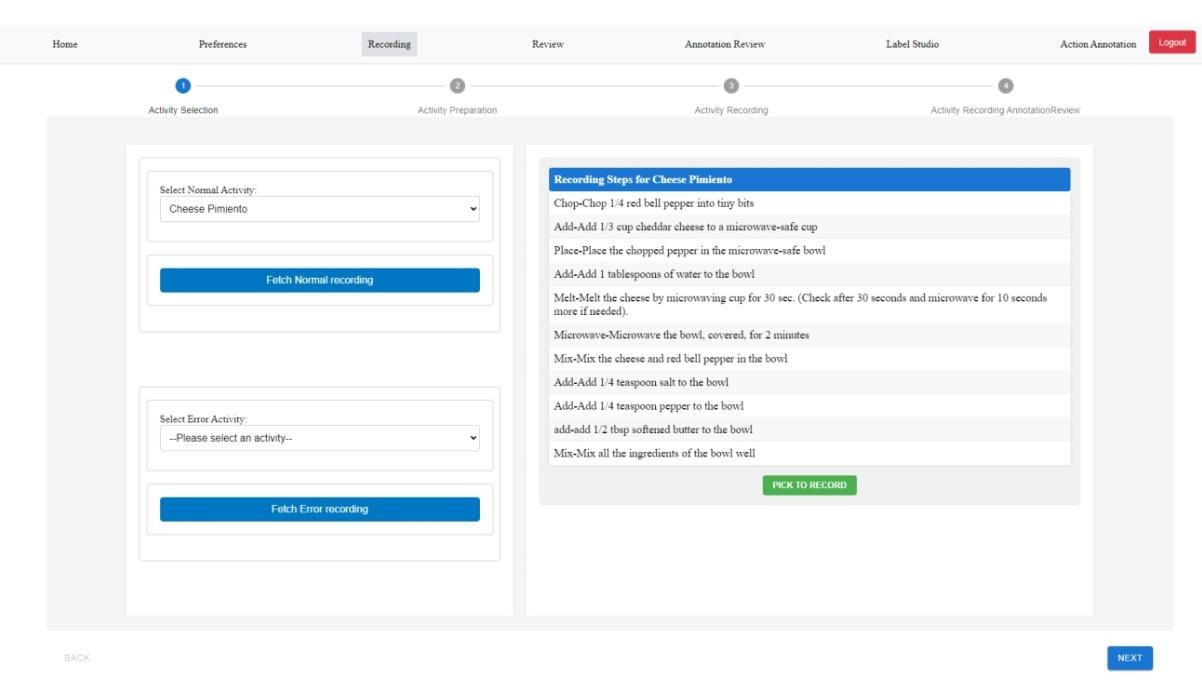 Home Preferences Recording Review Annotation Review Label Studio Action Annotation Logout
1 2 3 4
Activity Selection Activity Preparation Activity Recording Activity Recording AnnotationReview
Select Normal Activity:
Cheese Pimiento
Fetch Normal recording
Select Error Activity:
--Please select an activity--
Fetch Error recording
Recording Steps for Cheese Pimiento
Chop-Chop 1/4 red bell pepper into tiny bits
Add-Add 1/3 cup cheddar cheese to a microwave-safe cup
Place-Place the chopped pepper in the microwave-safe bowl
Add-Add 1 tablespoons of water to the bowl
Melt-Melt the cheese by microwaving cup for 30 sec. (Check after 30 seconds and microwave for 10 seconds
more if needed).
Microwave-Microwave the bowl, covered, for 2 minutes
Mix-Mix the cheese and red bell pepper in the bowl
Add-Add 1/4 teaspoon salt to the bowl
Add-Add 1/4 teaspoon pepper to the bowl
add-add 1/2 tbsp softened butter to the bowl
Mix-Mix all the ingredients of the bowl well
PICK TO RECORD
BACK
NEXT